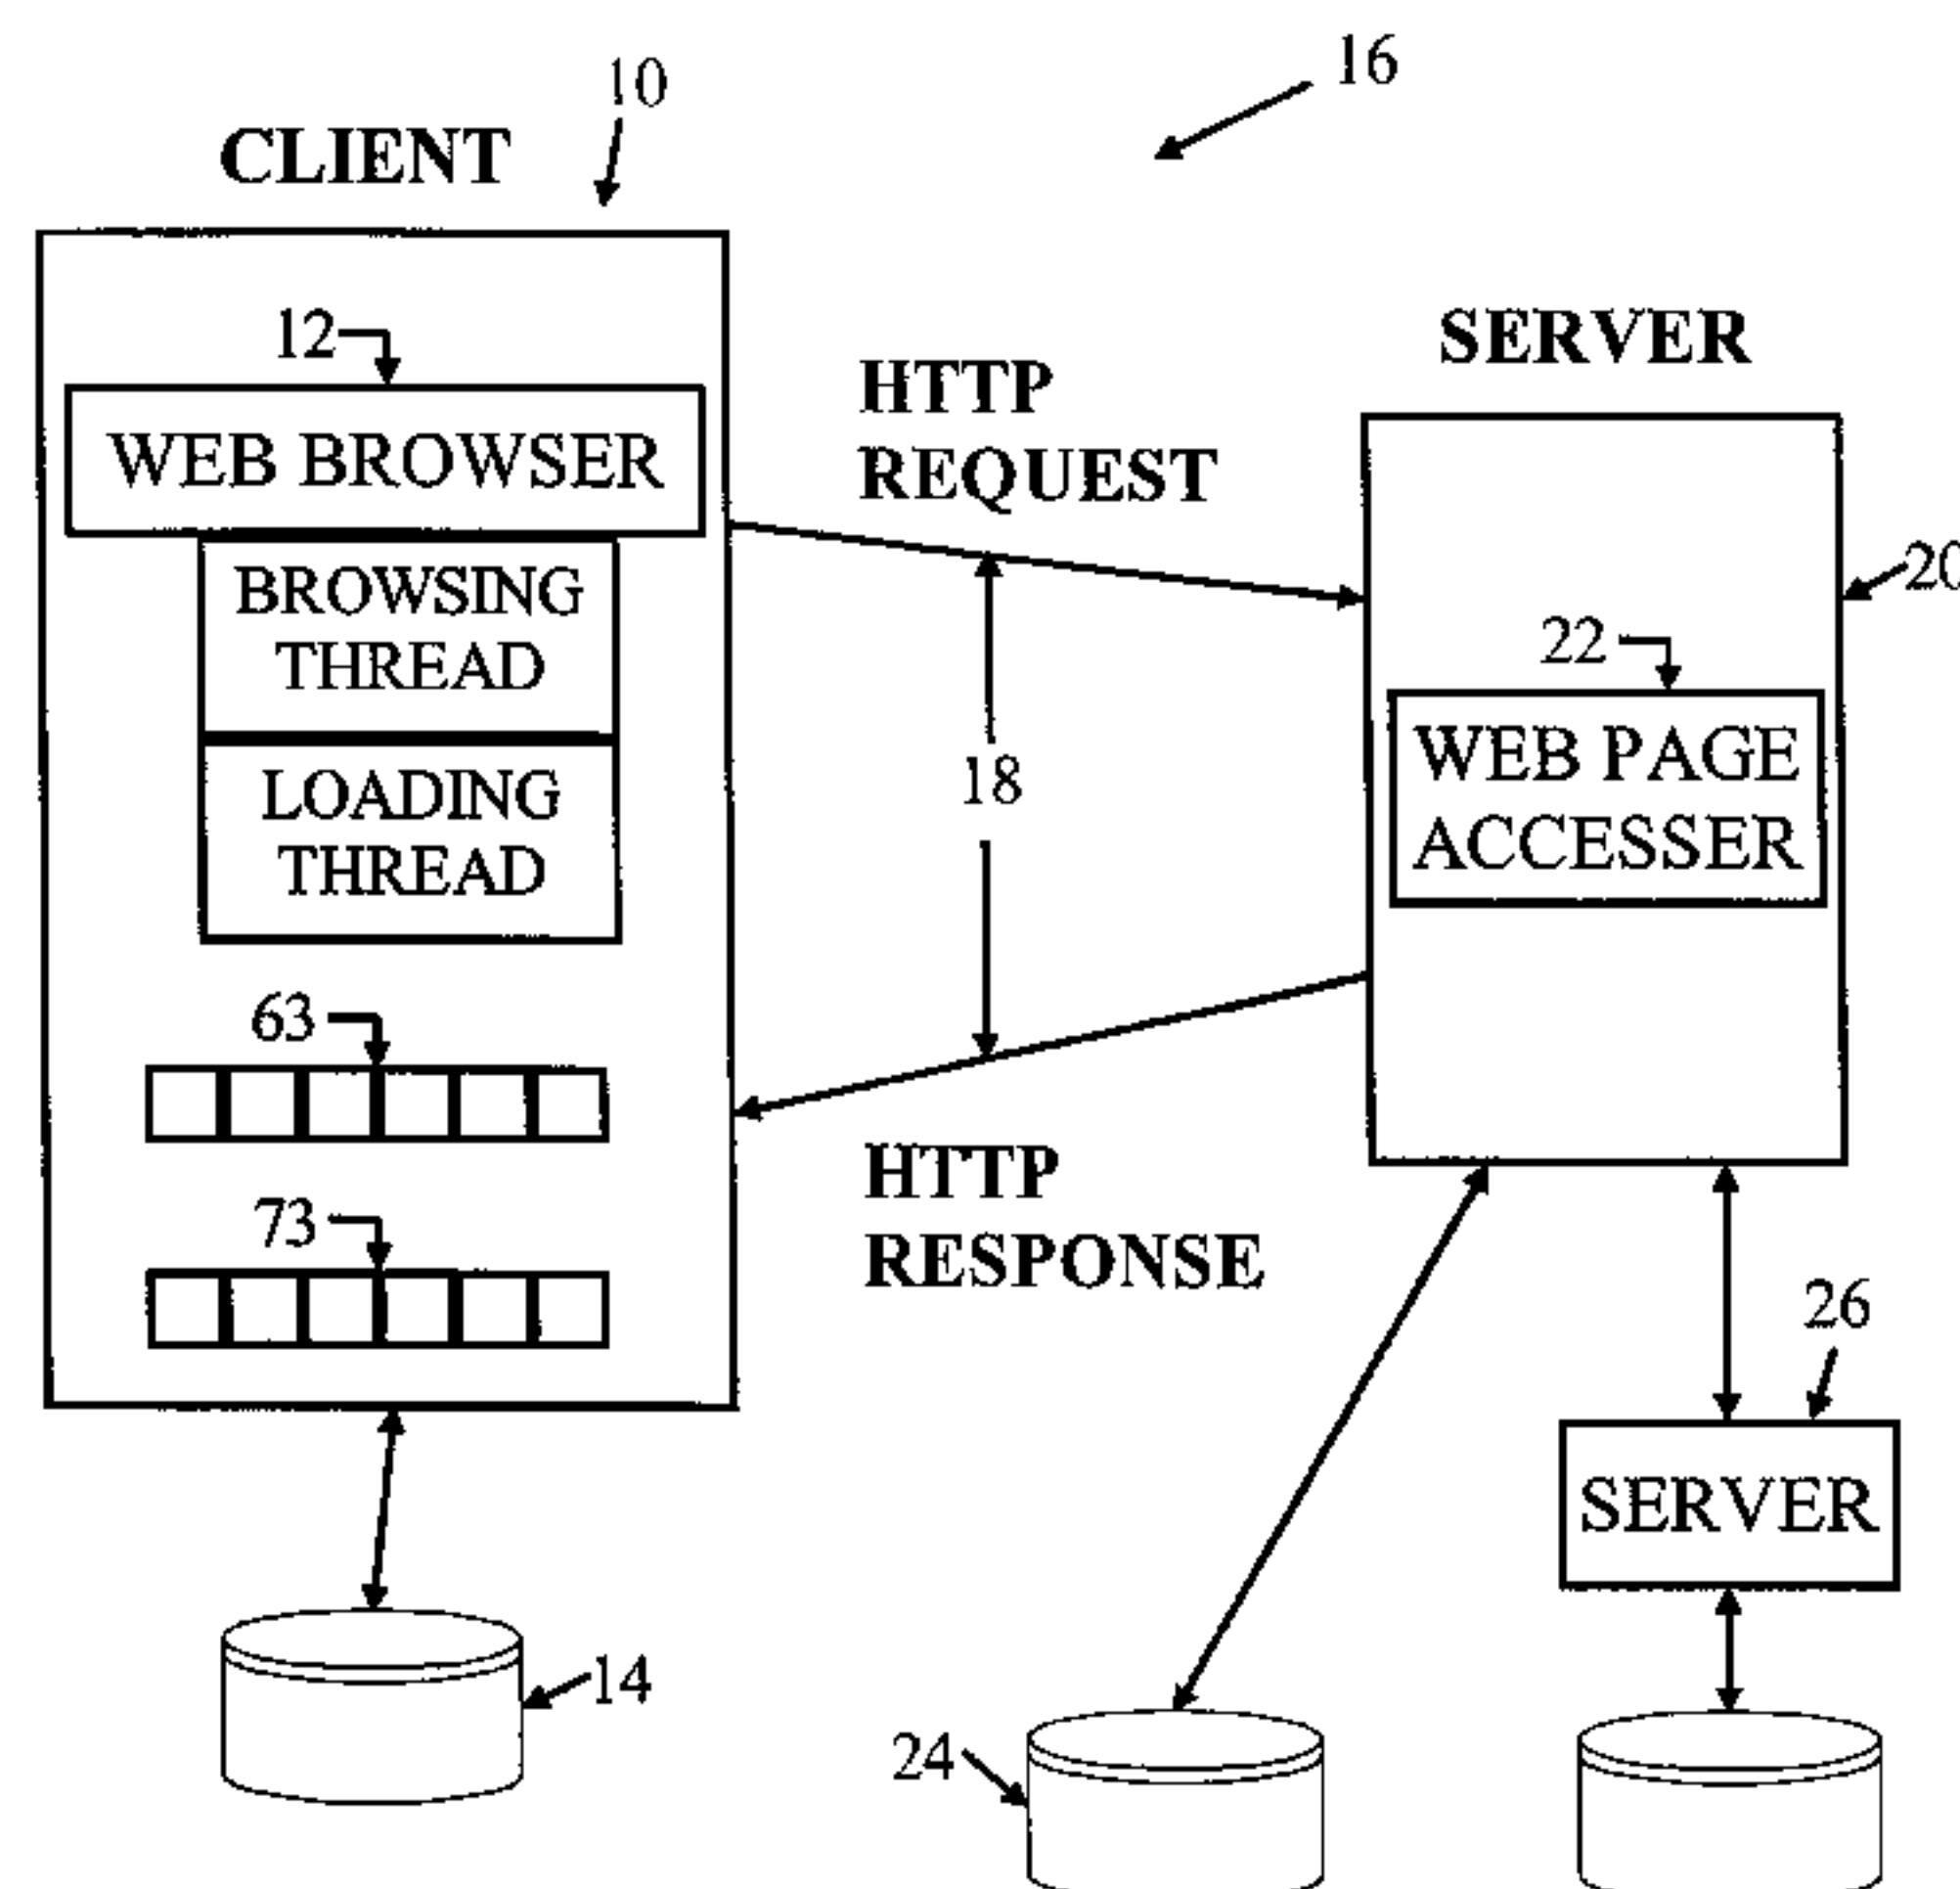 16
10
CLIENT
12
WEB BROWSER
BROWSING
THREAD
LOADING
THREAD
63
73
14
HTTP
REQUEST
18
HTTP
RESPONSE
SERVER
20
22
WEB PAGE
ACCESSER
26
SERVER
24